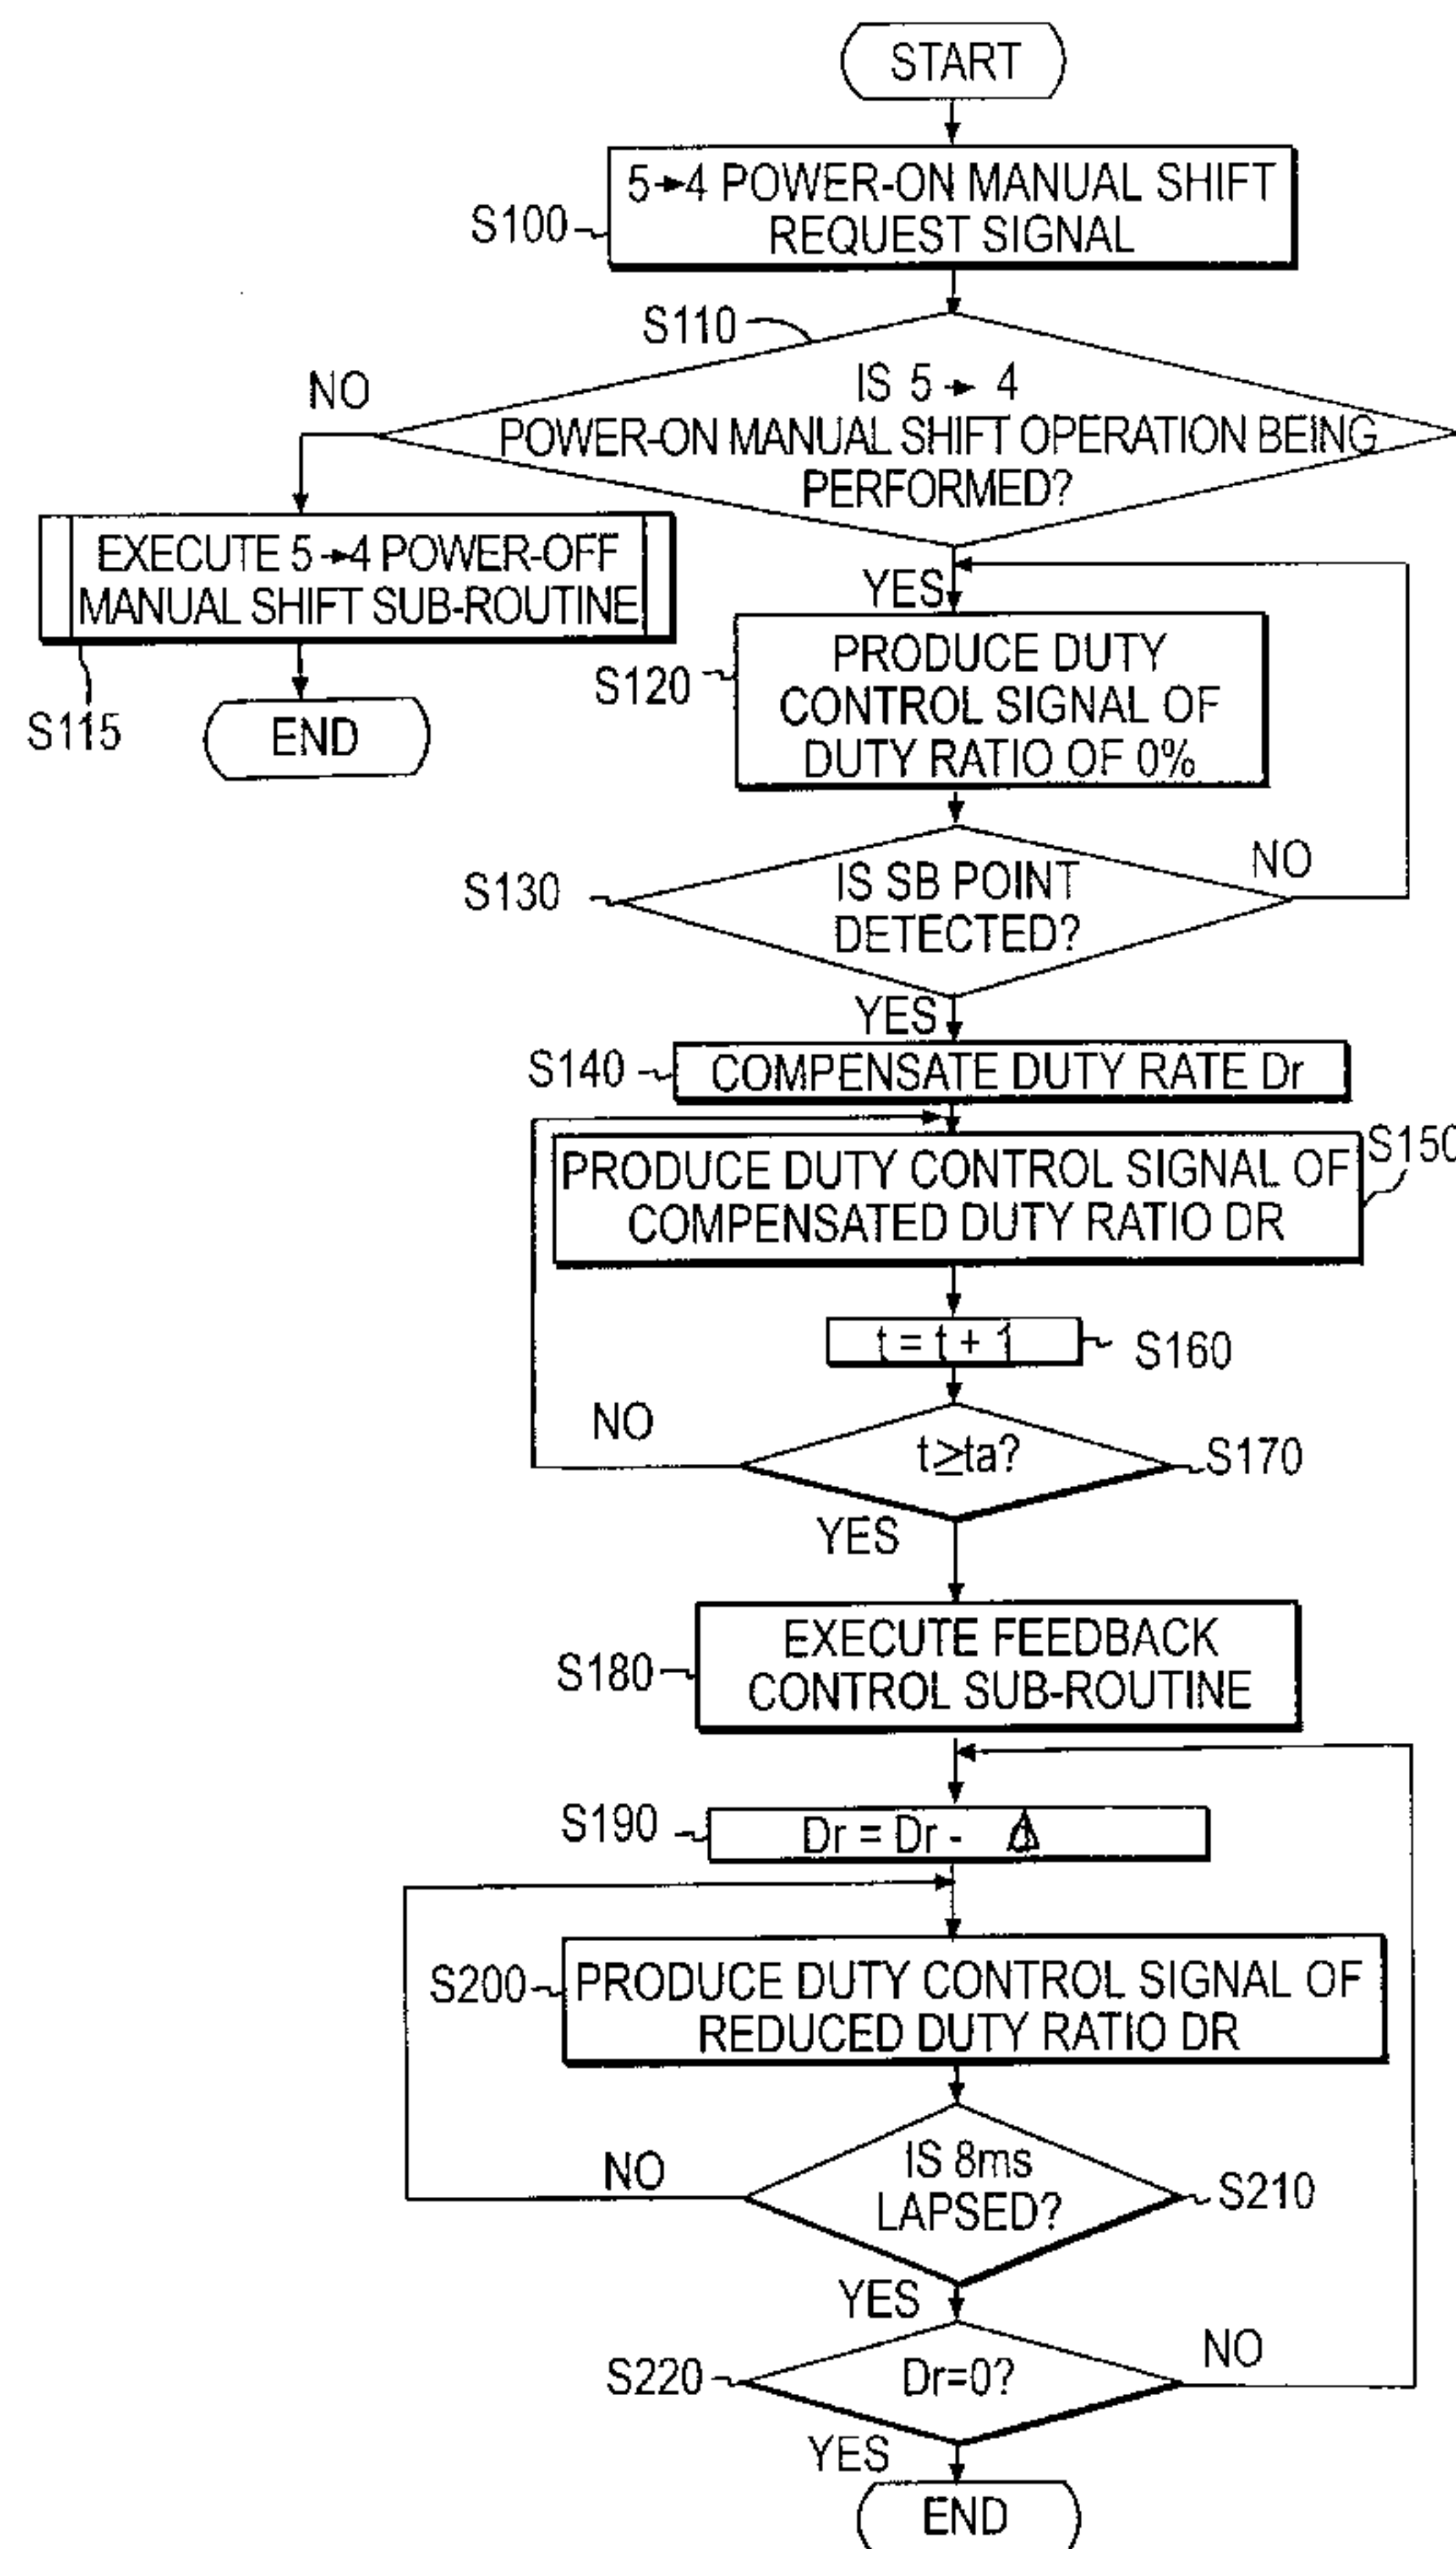 START
5→4 POWER-ON MANUAL SHIFT
REQUEST SIGNAL
S100
S110
IS 5→ 4
POWER-ON MANUAL SHIFT OPERATION BEING
PERFORMED?
NO
EXECUTE 5→4 POWER-OFF
MANUAL SHIFT SUB-ROUTINE
S115
END
YES
S120
PRODUCE DUTY
CONTROL SIGNAL OF
DUTY RATIO OF 0%
S130
IS SB POINT
DETECTED?
NO
YES
S140
COMPENSATE DUTY RATE Dr
S150
PRODUCE DUTY CONTROL SIGNAL OF
COMPENSATED DUTY RATIO DR
t = t + 1
S160
NO
t≥ta?
S170
YES
S180
EXECUTE FEEDBACK
CONTROL SUB-ROUTINE
S190
Dr = Dr -
S200
PRODUCE DUTY CONTROL SIGNAL OF
REDUCED DUTY RATIO DR
NO
IS 8ms
LAPSED?
S210
YES
S220
Dr=0?
NO
YES
END